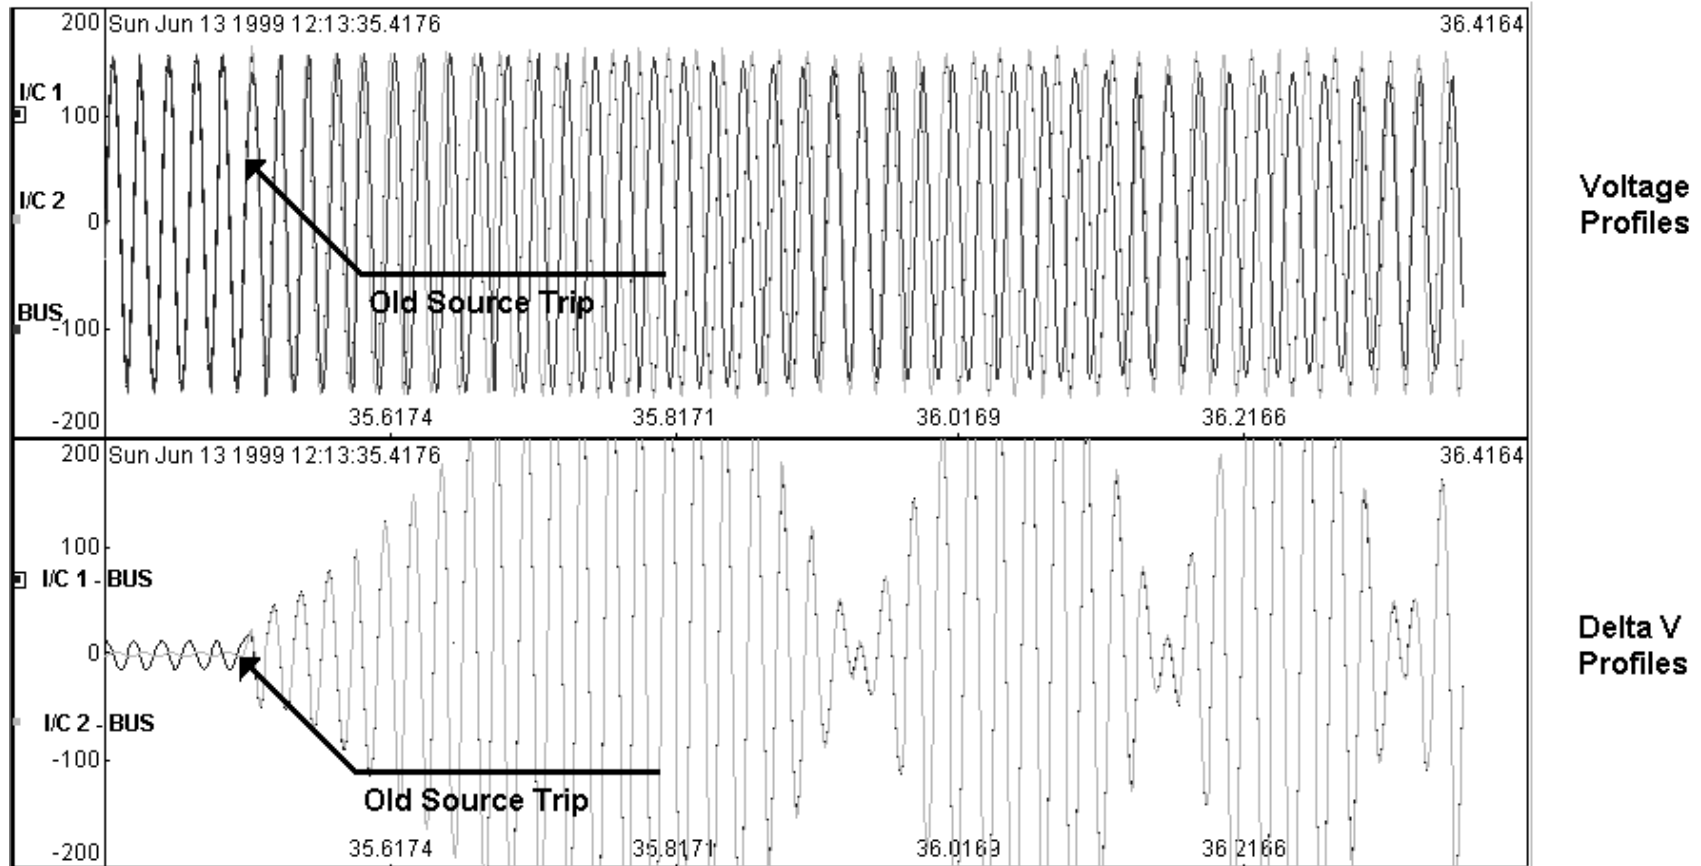 200 Sun Jun 13 1999 12:13:35.4176 36.4164
I/C 1
100
I/C 2
0
BUS
-100
-200
35.6174 35.8171 36.0169 36.2166
Old Source Trip
Voltage
Profiles
200 Sun Jun 13 1999 12:13:35.4176 36.4164
100
I/C 1 - BUS
0
I/C 2 - BUS
-100
-200
35.6174 35.8171 36.0169 36.2166
Old Source Trip
Delta V
Profiles